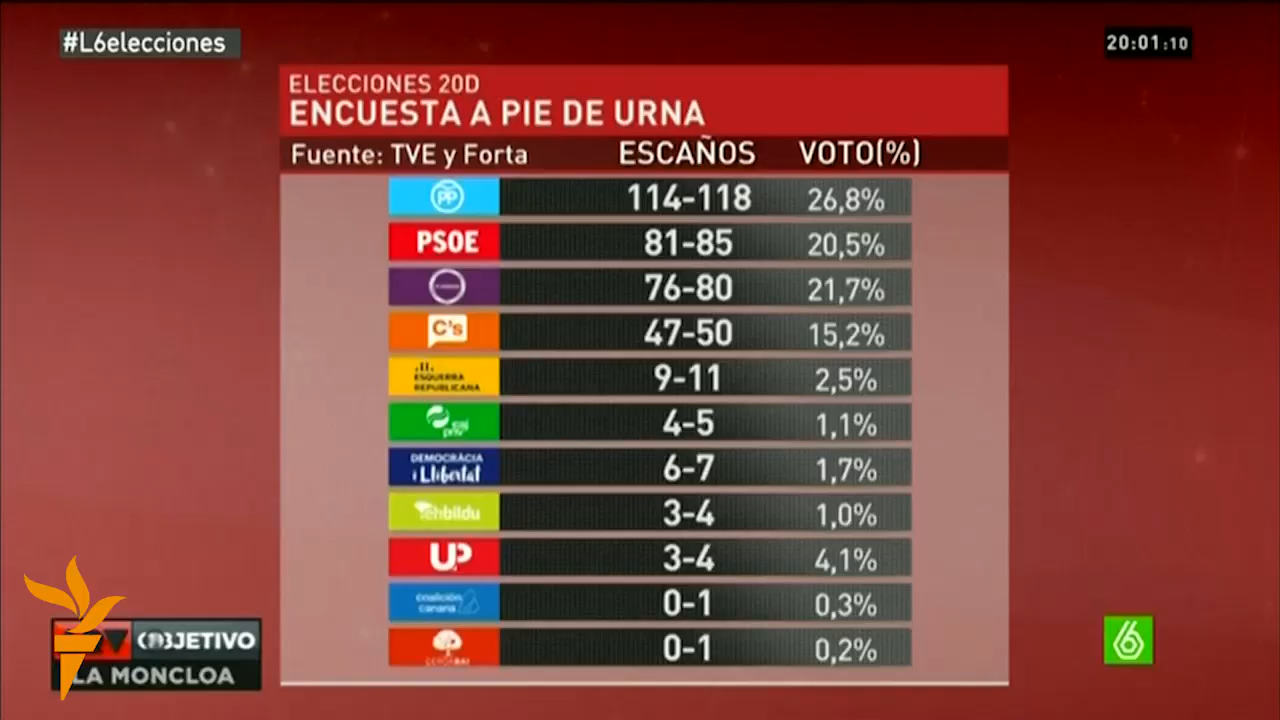 #L6elecciones
20:01:10
ELECCIONES 20D
ENCUESTA A PIE DE URNA
Fuente: TVE y Forta ESCAÑOS VOTO(%)
PP 114-118 26,8%
PSOE 81-85 20,5%
76-80 21,7%
C's 47-50 15,2%
ESQUERRA REPUBLICANA 9-11 2,5%
eaj pnv 4-5 1,1%
DEMOCRÀCIA i Llibertat 6-7 1,7%
ehbildu 3-4 1,0%
UP 3-4 4,1%
coalición canaria 0-1 0,3%
0-1 0,2%
OBJETIVO
LA MONCLOA
6